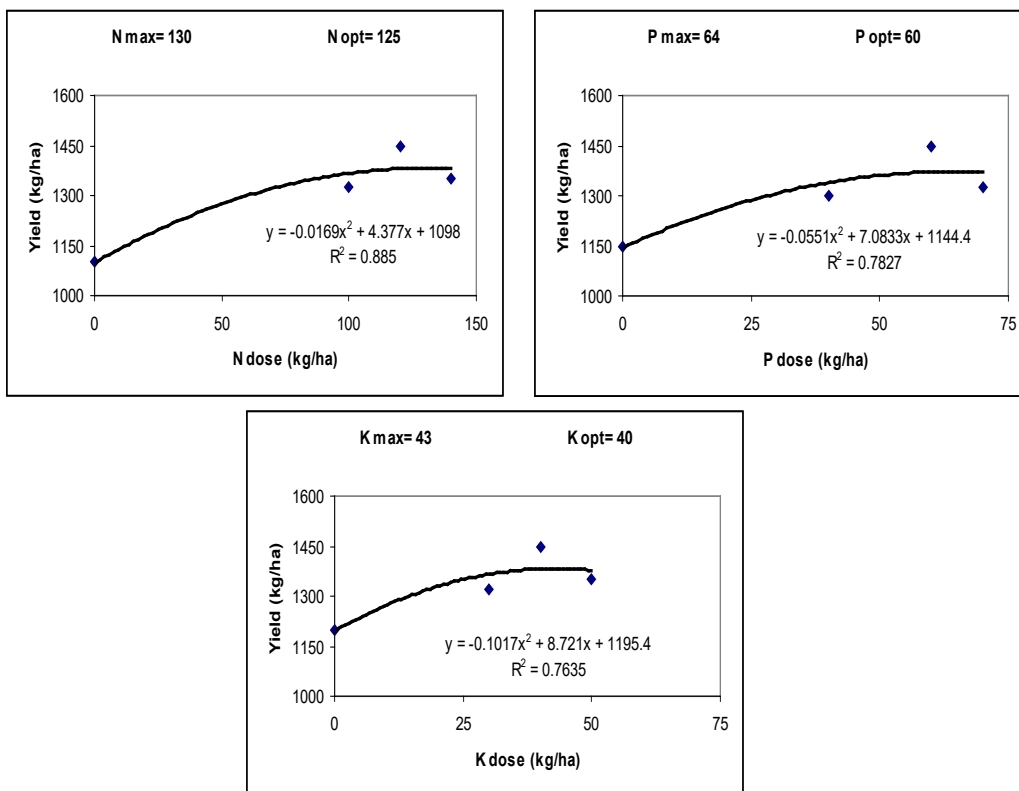 N max= 130 N opt= 125
1600
1450
1300
1150
1000
Yield (kg/ha)
y = -0.0169x² + 4.377x + 1098
R² = 0.885
0 50 100 150
N dose (kg/ha)
P max= 64 P opt= 60
1600
1450
1300
1150
1000
Yield (kg/ha)
y = -0.0551x² + 7.0833x + 1144.4
R² = 0.7827
0 25 50 75
P dose (kg/ha)
K max= 43 K opt= 40
1600
1450
1300
1150
1000
Yield (kg/ha)
y = -0.1017x² + 8.721x + 1195.4
R² = 0.7635
0 25 50 75
K dose (kg/ha)